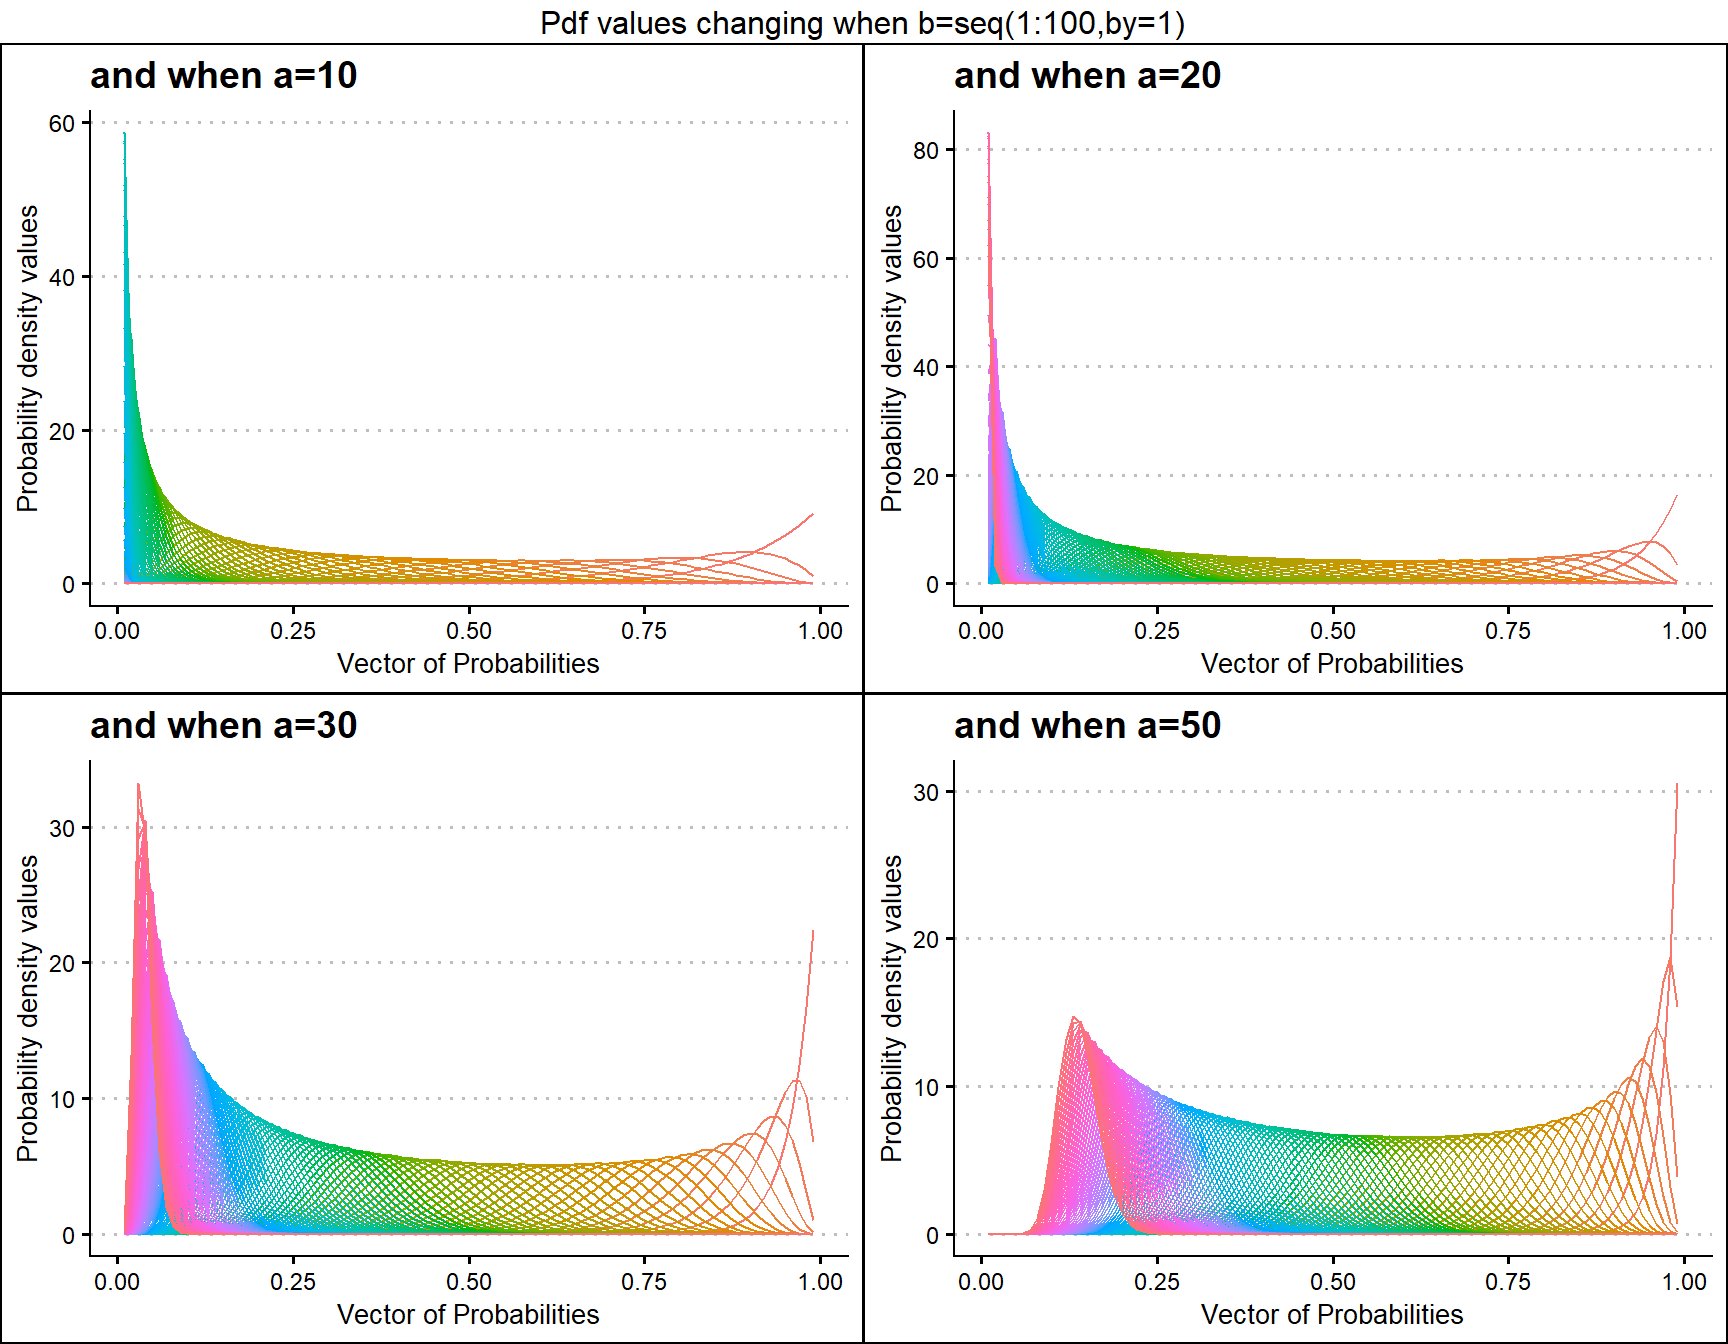 Pdf values changing when b=seq(1:100,by=1)
and when a=10
Probability density values
60
40
20
0
0.00 0.25 0.50 0.75 1.00
Vector of Probabilities
and when a=20
Probability density values
80
60
40
20
0
0.00 0.25 0.50 0.75 1.00
Vector of Probabilities
and when a=30
Probability density values
30
20
10
0
0.00 0.25 0.50 0.75 1.00
Vector of Probabilities
and when a=50
Probability density values
30
20
10
0
0.00 0.25 0.50 0.75 1.00
Vector of Probabilities